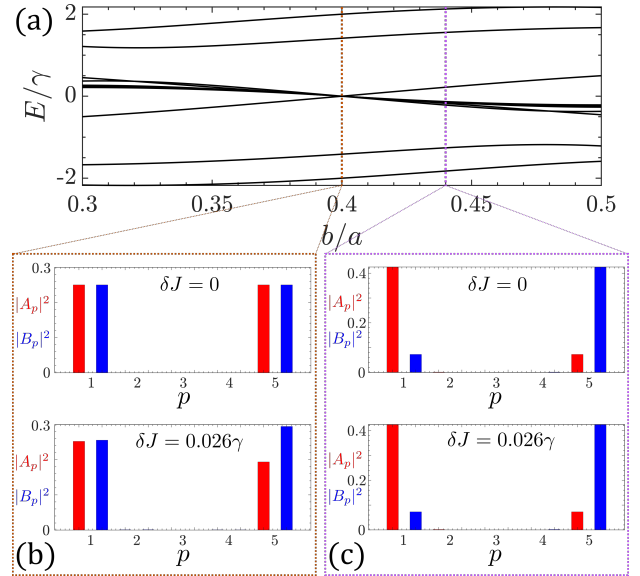 (a)
E/γ
2
0
-2
0.3
0.35
0.4
0.45
0.5
b/a
0.3
|A_p|^2
|B_p|^2
0
δJ = 0
1 2 3 4 5
p
0.4
0.2
|A_p|^2
|B_p|^2
0
δJ = 0
1 2 3 4 5
p
0.3
|A_p|^2
|B_p|^2
0
δJ = 0.026γ
1 2 3 4 5
p
(b)
0.4
0.2
|A_p|^2
|B_p|^2
0
δJ = 0.026γ
1 2 3 4 5
p
(c)